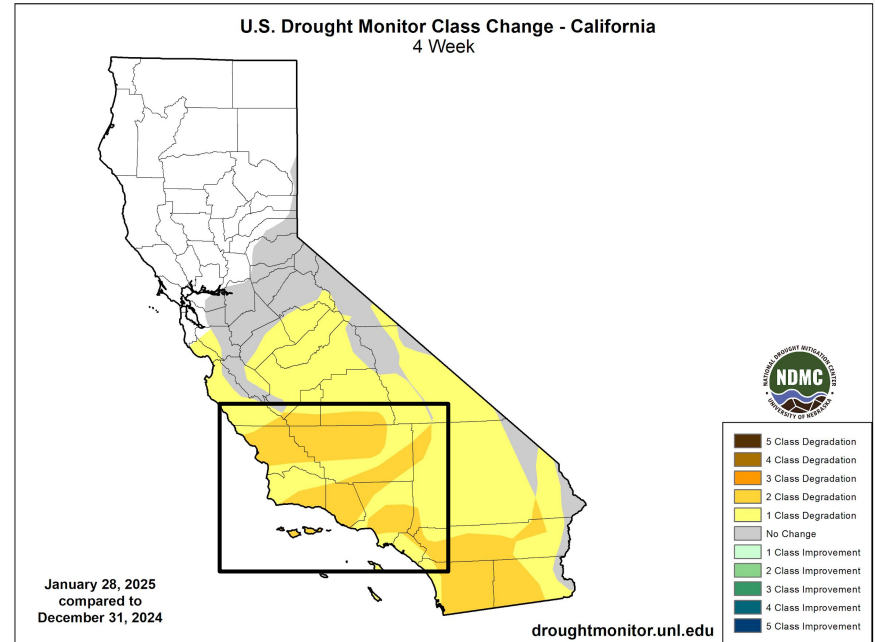 U.S. Drought Monitor Class Change - California
4 Week
NATIONAL DROUGHT MITIGATION CENTER
NDMC
UNIVERSITY OF NEBRASKA
5 Class Degradation
4 Class Degradation
3 Class Degradation
2 Class Degradation
1 Class Degradation
No Change
1 Class Improvement
2 Class Improvement
3 Class Improvement
4 Class Improvement
5 Class Improvement
January 28, 2025
compared to
December 31, 2024
droughtmonitor.unl.edu